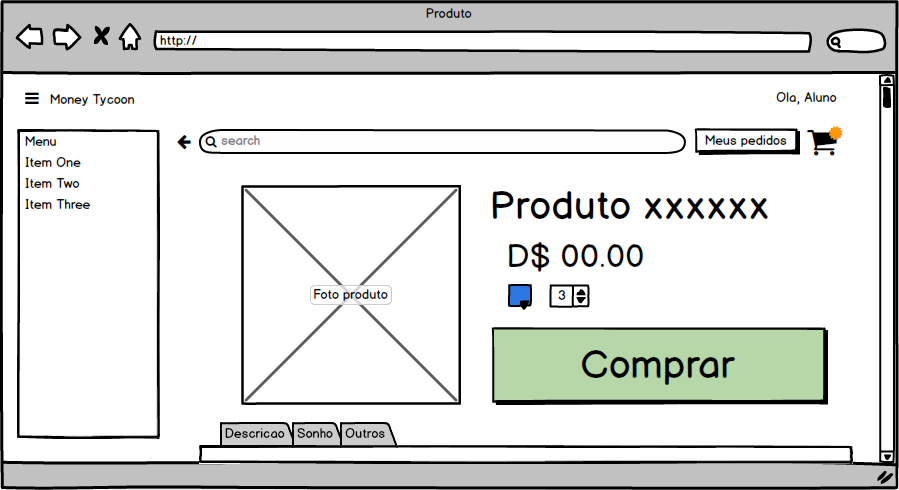 Produto
http://
Money Tycoon
Ola, Aluno
Menu
Item One
Item Two
Item Three
search
Meus pedidos
Foto produto
Produto xxxxxx
D$ 00.00
3
Comprar
Descricao
Sonho
Outros